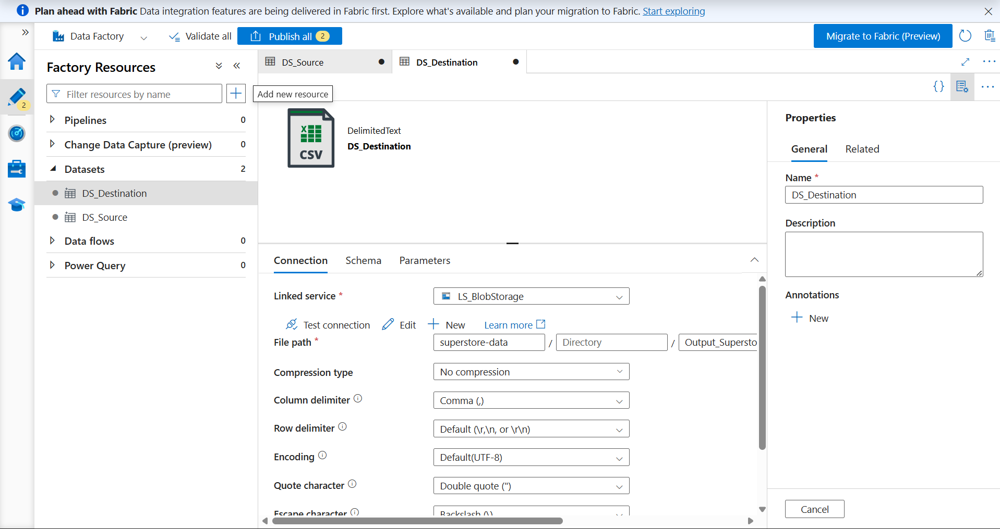 Plan ahead with Fabric Data integration features are being delivered in Fabric first. Explore what's available and plan your migration to Fabric. Start exploring
Data Factory
Validate all
Publish all 2
Migrate to Fabric (Preview)
Factory Resources
DS_Source
DS_Destination
2
Filter resources by name
Add new resource
Pipelines 0
Change Data Capture (preview) 0
Datasets 2
DS_Destination
DS_Source
Data flows 0
Power Query 0
CSV
DelimitedText
DS_Destination
Connection
Schema
Parameters
Linked service *
LS_BlobStorage
Test connection
Edit
New
Learn more
File path *
superstore-data / Directory / Output_Supersto
Compression type
No compression
Column delimiter
Comma (,)
Row delimiter
Default (\r,\n, or \r\n)
Encoding
Default(UTF-8)
Quote character
Double quote (")
Escape character
Backslash (\)
Properties
General
Related
Name *
DS_Destination
Description
Annotations
New
Cancel